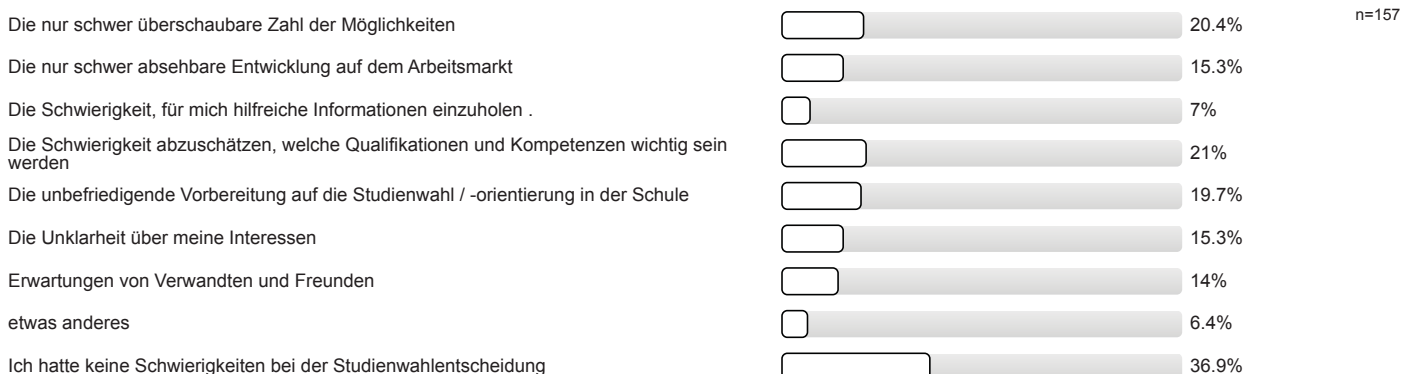 Die nur schwer überschaubare Zahl der Möglichkeiten 20.4% n=157
Die nur schwer absehbare Entwicklung auf dem Arbeitsmarkt 15.3%
Die Schwierigkeit, für mich hilfreiche Informationen einzuholen . 7%
Die Schwierigkeit abzuschätzen, welche Qualifikationen und Kompetenzen wichtig sein
werden 21%
Die unbefriedigende Vorbereitung auf die Studienwahl / -orientierung in der Schule 19.7%
Die Unklarheit über meine Interessen 15.3%
Erwartungen von Verwandten und Freunden 14%
etwas anderes 6.4%
Ich hatte keine Schwierigkeiten bei der Studienwahlentscheidung 36.9%